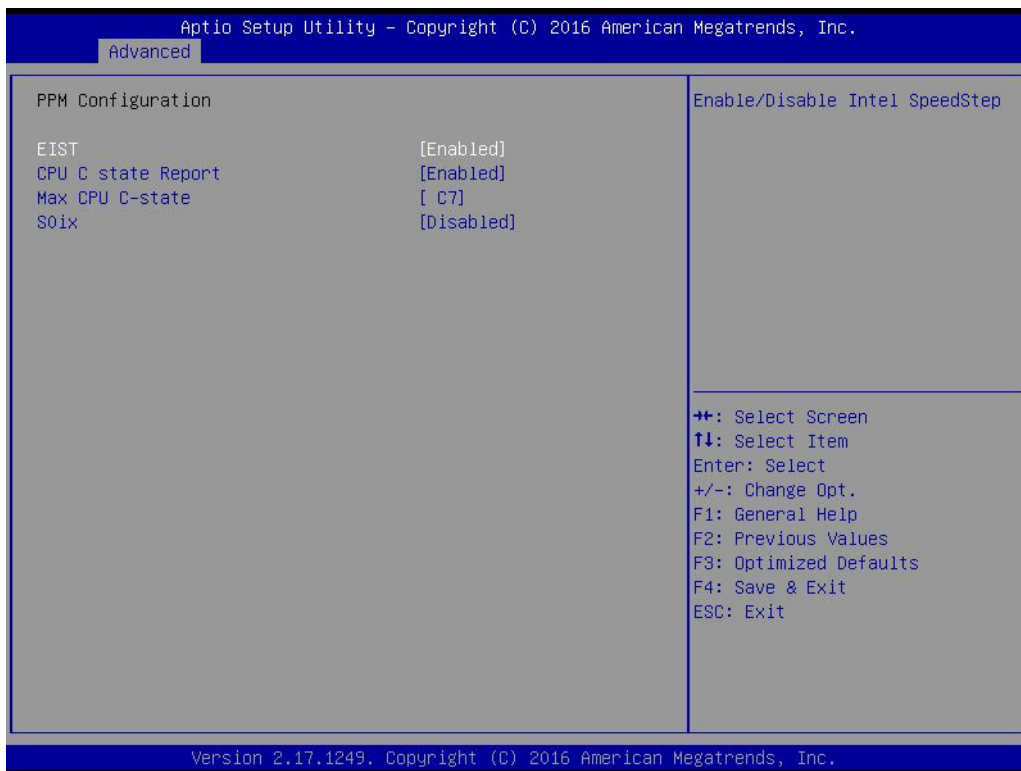 Aptio Setup Utility – Copyright (C) 2016 American Megatrends, Inc.
Advanced
PPM Configuration
EIST [Enabled]
CPU C state Report [Enabled]
Max CPU C-state [ C7]
S0ix [Disabled]
Enable/Disable Intel SpeedStep
→←: Select Screen
↑↓: Select Item
Enter: Select
+/-: Change Opt.
F1: General Help
F2: Previous Values
F3: Optimized Defaults
F4: Save & Exit
ESC: Exit
Version 2.17.1249. Copyright (C) 2016 American Megatrends, Inc.